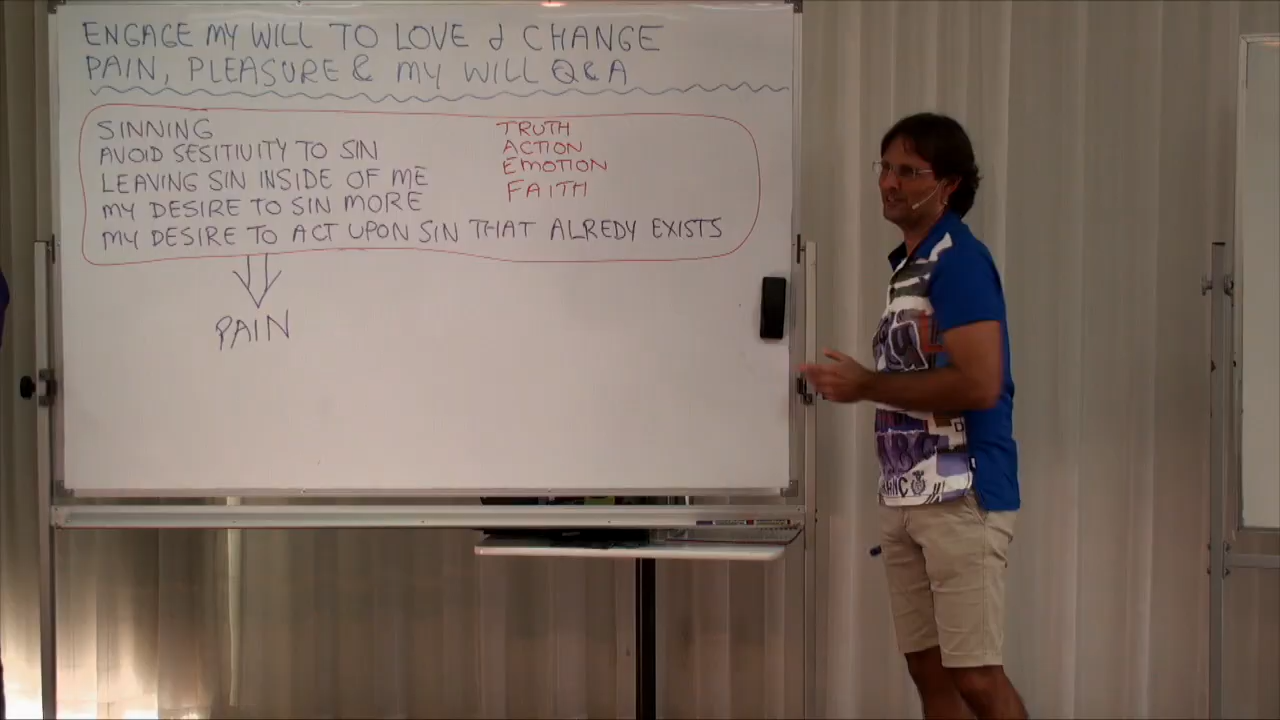 ENGAGE MY WILL TO LOVE & CHANGE
PAIN, PLEASURE & MY WILL Q&A
SINNING
AVOID SESITIVITY TO SIN
LEAVING SIN INSIDE OF ME
MY DESIRE TO SIN MORE
MY DESIRE TO ACT UPON SIN THAT ALREDY EXISTS
TRUTH
ACTION
EMOTION
FAITH
PAIN